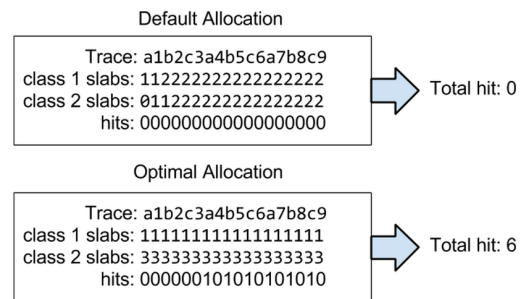 Default Allocation
Trace: a1b2c3a4b5c6a7b8c9
class 1 slabs: 112222222222222222
class 2 slabs: 011222222222222222
hits: 000000000000000000
Total hit: 0
Optimal Allocation
Trace: a1b2c3a4b5c6a7b8c9
class 1 slabs: 111111111111111111
class 2 slabs: 333333333333333333
hits: 000000101010101010
Total hit: 6